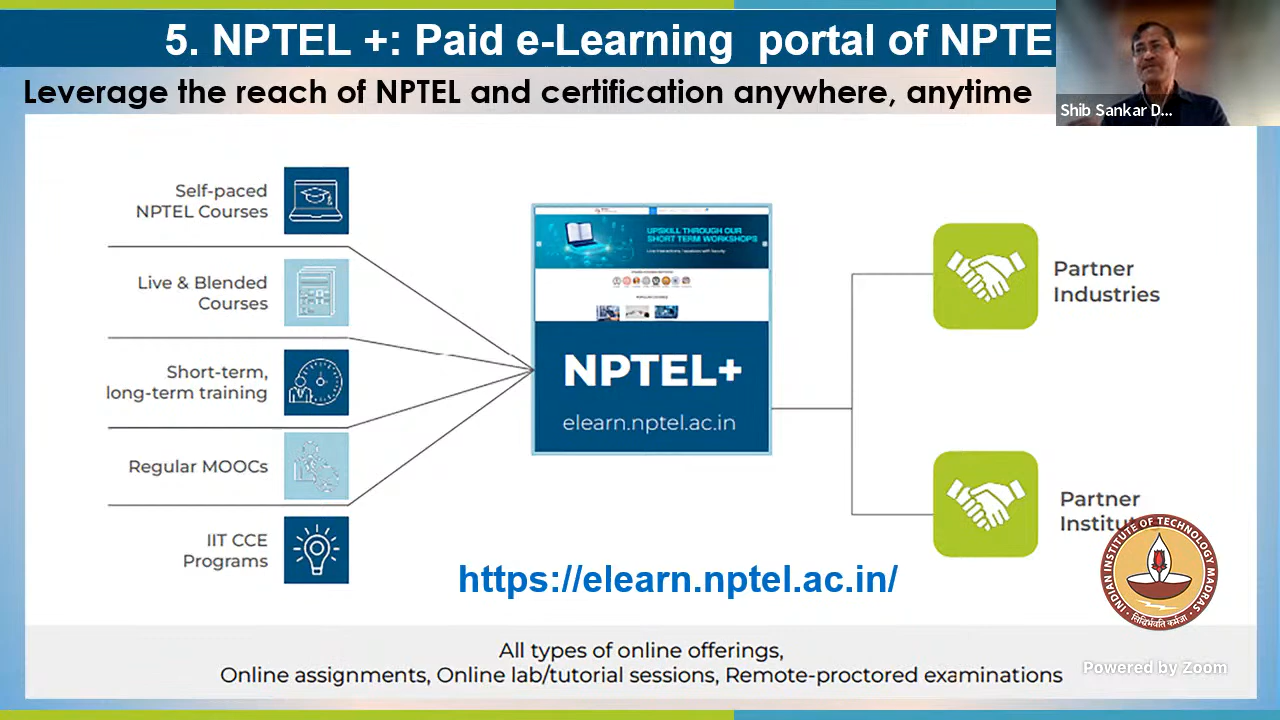 5. NPTEL +: Paid e-Learning portal of NPTE
Leverage the reach of NPTEL and certification anywhere, anytime
Shib Sankar D...
Self-paced
NPTEL Courses
Live & Blended
Courses
Short-term,
long-term training
Regular MOOCs
IIT CCE
Programs
UPSKILL THROUGH OUR
SHORT TERM WORKSHOPS
NPTEL+
elearn.nptel.ac.in
Partner
Industries
Partner
Institut
INDIAN INSTITUTE OF TECHNOLOGY MADRAS
सिद्धिर्भवति कर्मजा
https://elearn.nptel.ac.in/
All types of online offerings,
Online assignments, Online lab/tutorial sessions, Remote-proctored examinations
Powered by Zoom